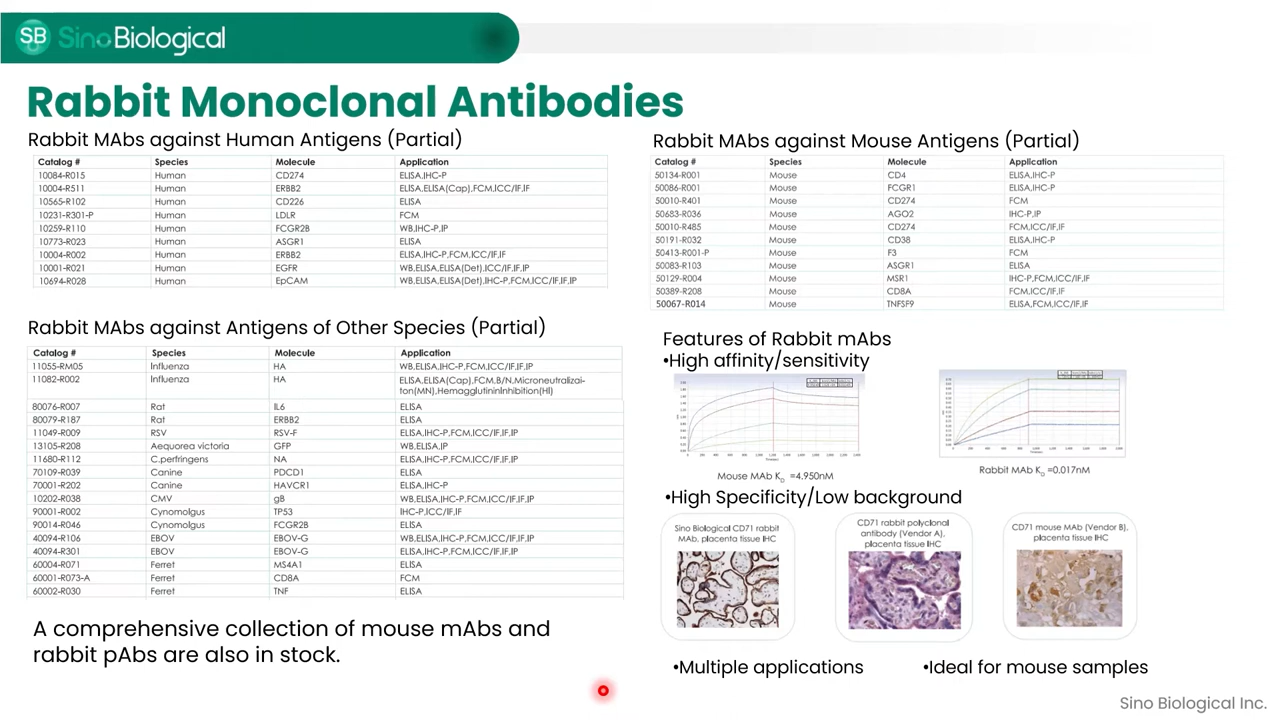 SB SinoBiological
Rabbit Monoclonal Antibodies
Rabbit MAbs against Human Antigens (Partial)
Catalog # Species Molecule Application
10084-R015 Human CD274 ELISA,IHC-P
10004-R511 Human ERBB2 ELISA,ELISA(Cap),FCM,ICC/IF,IF
10565-R102 Human CD226 ELISA
10231-R301-P Human LDLR FCM
10259-R110 Human FCGR2B WB,IHC-P,IP
10773-R023 Human ASGR1 ELISA
10004-R002 Human ERBB2 ELISA,IHC-P,FCM,ICC/IF,IF
10001-R021 Human EGFR WB,ELISA,ELISA(Det),ICC/IF,IF,IP
10694-R028 Human EpCAM WB,ELISA,ELISA(Det),IHC-P,FCM,ICC/IF,IF,IP
Rabbit MAbs against Antigens of Other Species (Partial)
Catalog # Species Molecule Application
11055-RM05 Influenza HA WB,ELISA,IHC-P,FCM,ICC/IF,IF,IP
11082-R002 Influenza HA ELISA,ELISA(Cap),FCM,B/N,Microneutralizai-
ton(MN),HemagglutininInhibition(HI)
80076-R007 Rat IL6 ELISA
80079-R187 Rat ERBB2 ELISA
11049-R009 RSV RSV-F ELISA,IHC-P,FCM,ICC/IF,IF,IP
13105-R208 Aequorea victoria GFP WB,ELISA,IP
11680-R112 C.perfringens NA WB,ELISA,IHC-P,FCM,ICC/IF,IF,IP
70109-R039 Canine PDCD1 ELISA
70001-R202 Canine HAVCR1 ELISA,IHC-P
10202-R038 CMV gB WB,ELISA,IHC-P,FCM,ICC/IF,IF,IP
90001-R002 Cynomolgus TP53 IHC-P,ICC/IF,IF
90014-R046 Cynomolgus FCGR2B ELISA
40094-R106 EBOV EBOV-G WB,ELISA,IHC-P,FCM,ICC/IF,IF,IP
40094-R301 EBOV EBOV-G ELISA,IHC-P,FCM,ICC/IF,IF,IP
60004-R071 Ferret MS4A1 ELISA
60001-R073-A Ferret CD8A FCM
60002-R030 Ferret TNF ELISA
A comprehensive collection of mouse mAbs and
rabbit pAbs are also in stock.
Rabbit MAbs against Mouse Antigens (Partial)
Catalog # Species Molecule Application
50134-R001 Mouse CD4 ELISA,IHC-P
50086-R001 Mouse FCGR1 ELISA,IHC-P
50010-R401 Mouse CD274 FCM
50683-R036 Mouse AGO2 IHC-P,IP
50010-R485 Mouse CD274 FCM,ICC/IF,IF
50191-R032 Mouse CD38 ELISA,IHC-P
50413-R001-P Mouse F3 FCM
50083-R103 Mouse ASGR1 ELISA
50129-R004 Mouse MSR1 IHC-P,FCM,ICC/IF,IF
50389-R208 Mouse CD8A FCM,ICC/IF,IF
50067-R014 Mouse TNFSF9 ELISA,FCM,ICC/IF,IF
Features of Rabbit mAbs
•High affinity/sensitivity
Mouse MAb KD =4.950nM
Rabbit MAb KD =0.017nM
•High Specificity/Low background
Sino Biological CD71 rabbit
MAb, placenta tissue IHC
CD71 rabbit polyclonal
antibody (Vendor A),
placenta tissue IHC
CD71 mouse MAb (Vendor B),
placenta tissue IHC
•Multiple applications •Ideal for mouse samples
Sino Biological Inc.